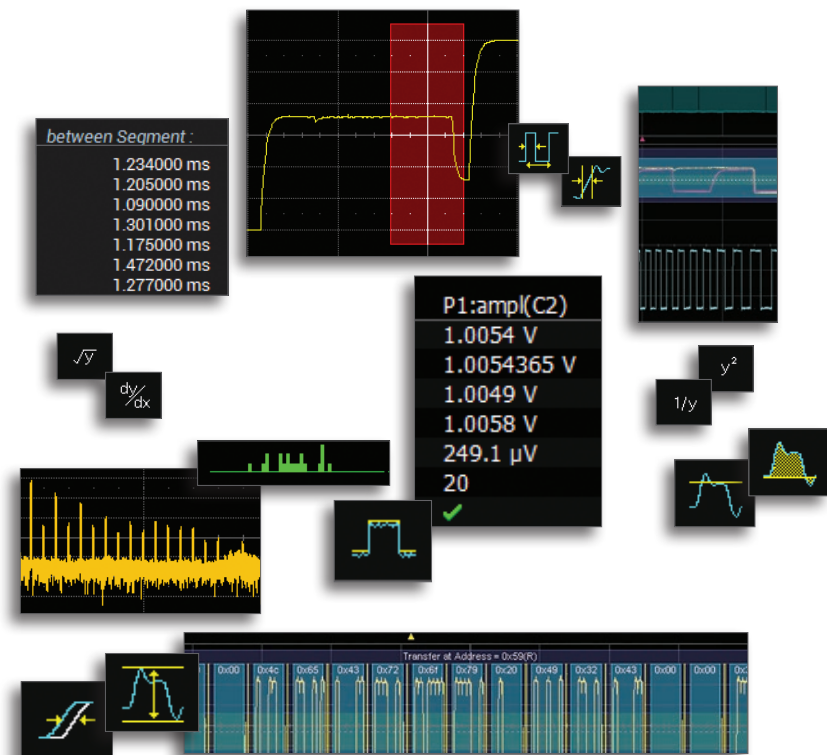 between Segment :
1.234000 ms
1.205000 ms
1.090000 ms
1.301000 ms
1.175000 ms
1.472000 ms
1.277000 ms
P1:ampl(C2)
1.0054 V
1.0054365 V
1.0049 V
1.0058 V
249.1 µV
20
√y
dy/dx
y²
1/y
Transfer at Address = 0x59(R)
0x00 0x4c 0x65 0x43 0x72 0x6f 0x79 0x20 0x49 0x32 0x43 0x00 0x00